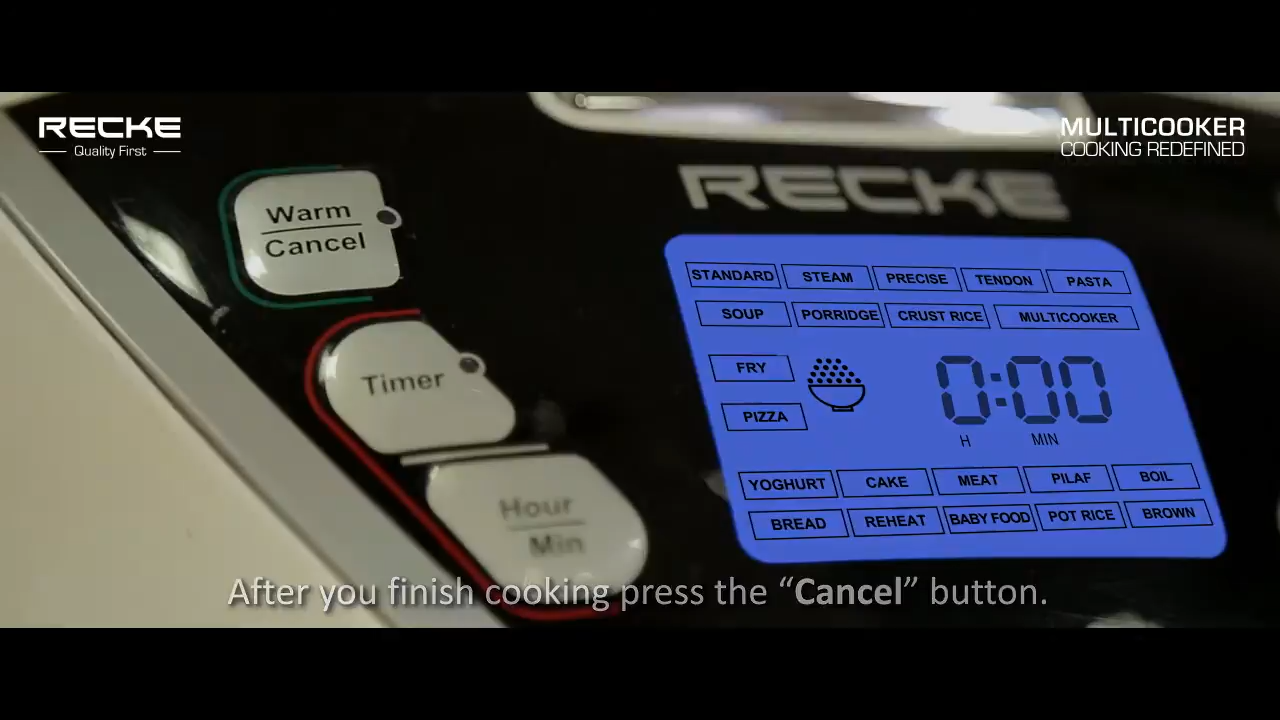 RECKE
Quality First
MULTICOOKER
COOKING REDEFINED
RECKE
Warm
Cancel
Timer
Hour
Min
STANDARD STEAM PRECISE TENDON PASTA
SOUP PORRIDGE CRUST RICE MULTICOOKER
FRY
PIZZA
0:00
H MIN
YOGHURT CAKE MEAT PILAF BOIL
BREAD REHEAT BABY FOOD POT RICE BROWN
After you finish cooking press the “Cancel” button.